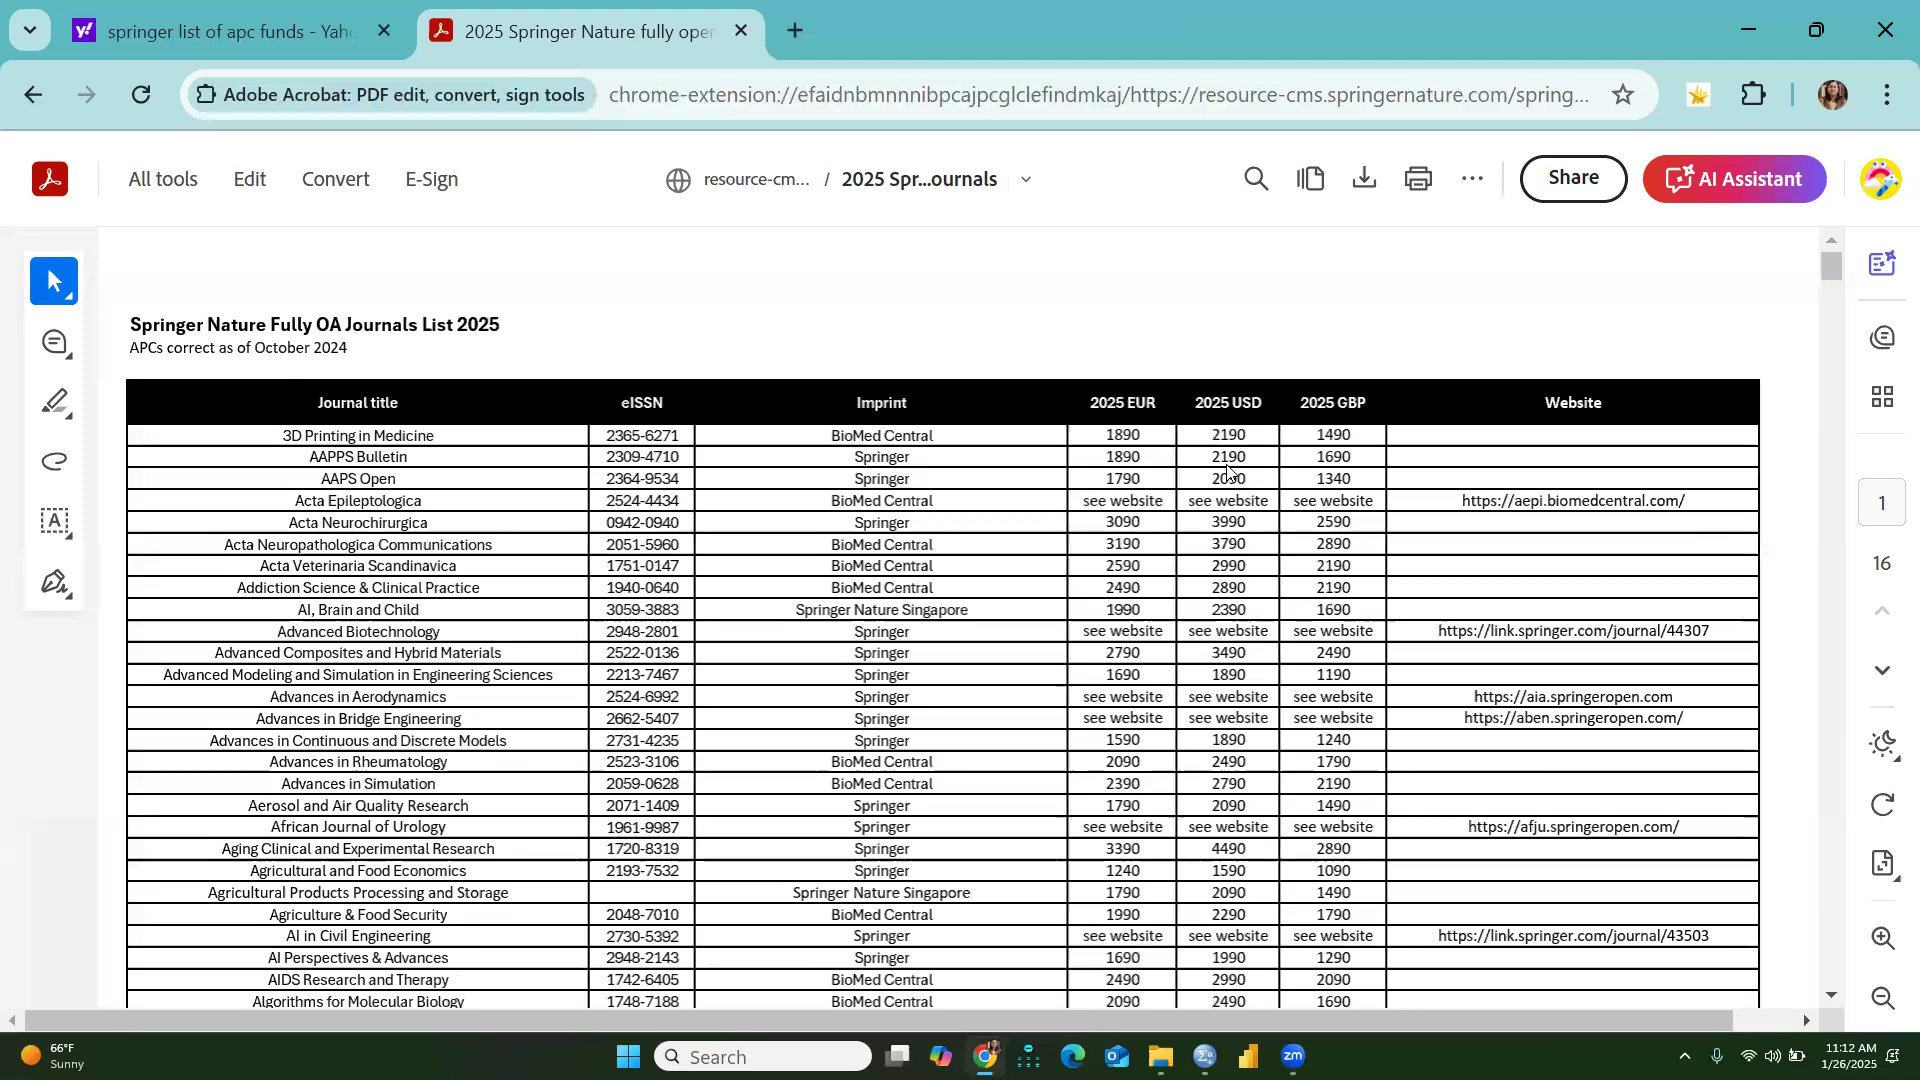 springer list of apc funds - Yaho
2025 Springer Nature fully oper
Adobe Acrobat: PDF edit, convert, sign tools
chrome-extension://efaidnbmnnnibpcajpcglclefindmkaj/https://resource-cms.springernature.com/spring...
All tools Edit Convert E-Sign
resource-cm... / 2025 Spr...ournals
Share
AI Assistant
Springer Nature Fully OA Journals List 2025
APCs correct as of October 2024
Journal title eISSN Imprint 2025 EUR 2025 USD 2025 GBP Website
3D Printing in Medicine 2365-6271 BioMed Central 1890 2190 1490
AAPPS Bulletin 2309-4710 Springer 1890 2190 1690
AAPS Open 2364-9534 Springer 1790 1340
Acta Epileptologica 2524-4434 BioMed Central see website see website see website https://aepi.biomedcentral.com/
Acta Neurochirurgica 0942-0940 Springer 3090 3990 2590
Acta Neuropathologica Communications 2051-5960 BioMed Central 3190 3790 2890
Acta Veterinaria Scandinavica 1751-0147 BioMed Central 2590 2990 2190
Addiction Science & Clinical Practice 1940-0640 BioMed Central 2490 2890 2190
AI, Brain and Child 3059-3883 Springer Nature Singapore 1990 2390 1690
Advanced Biotechnology 2948-2801 Springer see website see website see website https://link.springer.com/journal/44307
Advanced Composites and Hybrid Materials 2522-0136 Springer 2790 3490 2490
Advanced Modeling and Simulation in Engineering Sciences 2213-7467 Springer 1690 1890 1190
Advances in Aerodynamics 2524-6992 Springer see website see website see website https://aia.springeropen.com
Advances in Bridge Engineering 2662-5407 Springer see website see website see website https://aben.springeropen.com/
Advances in Continuous and Discrete Models 2731-4235 Springer 1590 1890 1240
Advances in Rheumatology 2523-3106 BioMed Central 2090 2490 1790
Advances in Simulation 2059-0628 BioMed Central 2390 2790 2190
Aerosol and Air Quality Research 2071-1409 Springer 1790 2090 1490
African Journal of Urology 1961-9987 Springer see website see website see website https://afju.springeropen.com/
Aging Clinical and Experimental Research 1720-8319 Springer 3390 4490 2890
Agricultural and Food Economics 2193-7532 Springer 1240 1590 1090
Agricultural Products Processing and Storage Springer Nature Singapore 1790 2090 1490
Agriculture & Food Security 2048-7010 BioMed Central 1990 2290 1790
AI in Civil Engineering 2730-5392 Springer see website see website see website https://link.springer.com/journal/43503
AI Perspectives & Advances 2948-2143 Springer 1690 1990 1290
AIDS Research and Therapy 1742-6405 BioMed Central 2490 2990 2090
Algorithms for Molecular Biology 1748-7188 BioMed Central 2090 2490 1690
1
16
66°F
Sunny
Search
zm
11:12 AM
1/26/2025